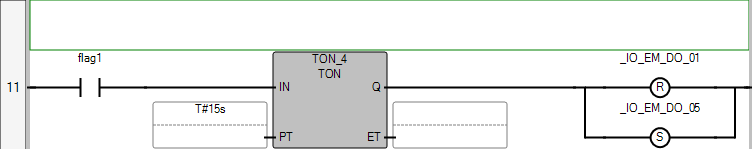 flag1
TON_4
TON
_IO_EM_DO_01
11
IN
Q
R
T#15s
_IO_EM_DO_05
PT
ET
S